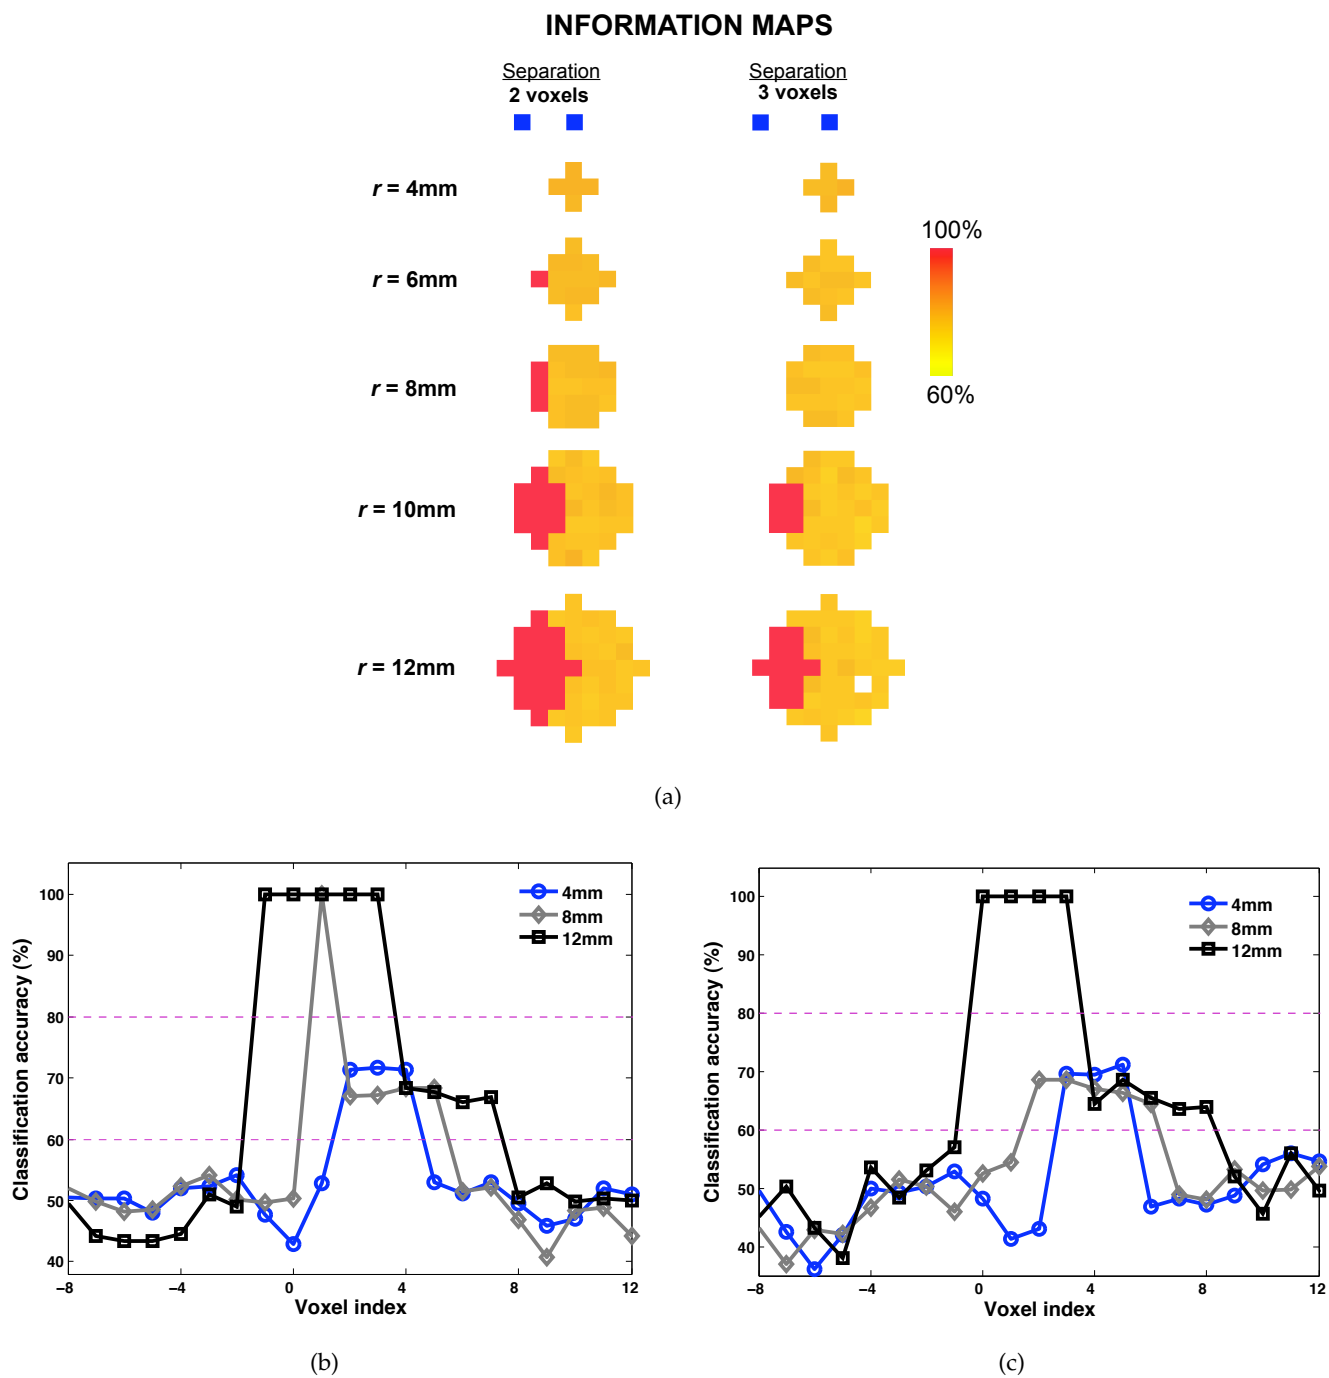 INFORMATION MAPS
Separation
2 voxels
Separation
3 voxels
r = 4mm
r = 6mm
r = 8mm
r = 10mm
r = 12mm
100%
60%
(a)
Classification accuracy (%)
100
90
80
70
60
50
40
−8
−4
0
4
8
12
Voxel index
4mm
8mm
12mm
(b)
Classification accuracy (%)
100
90
80
70
60
50
40
−8
−4
0
4
8
12
Voxel index
4mm
8mm
12mm
(c)